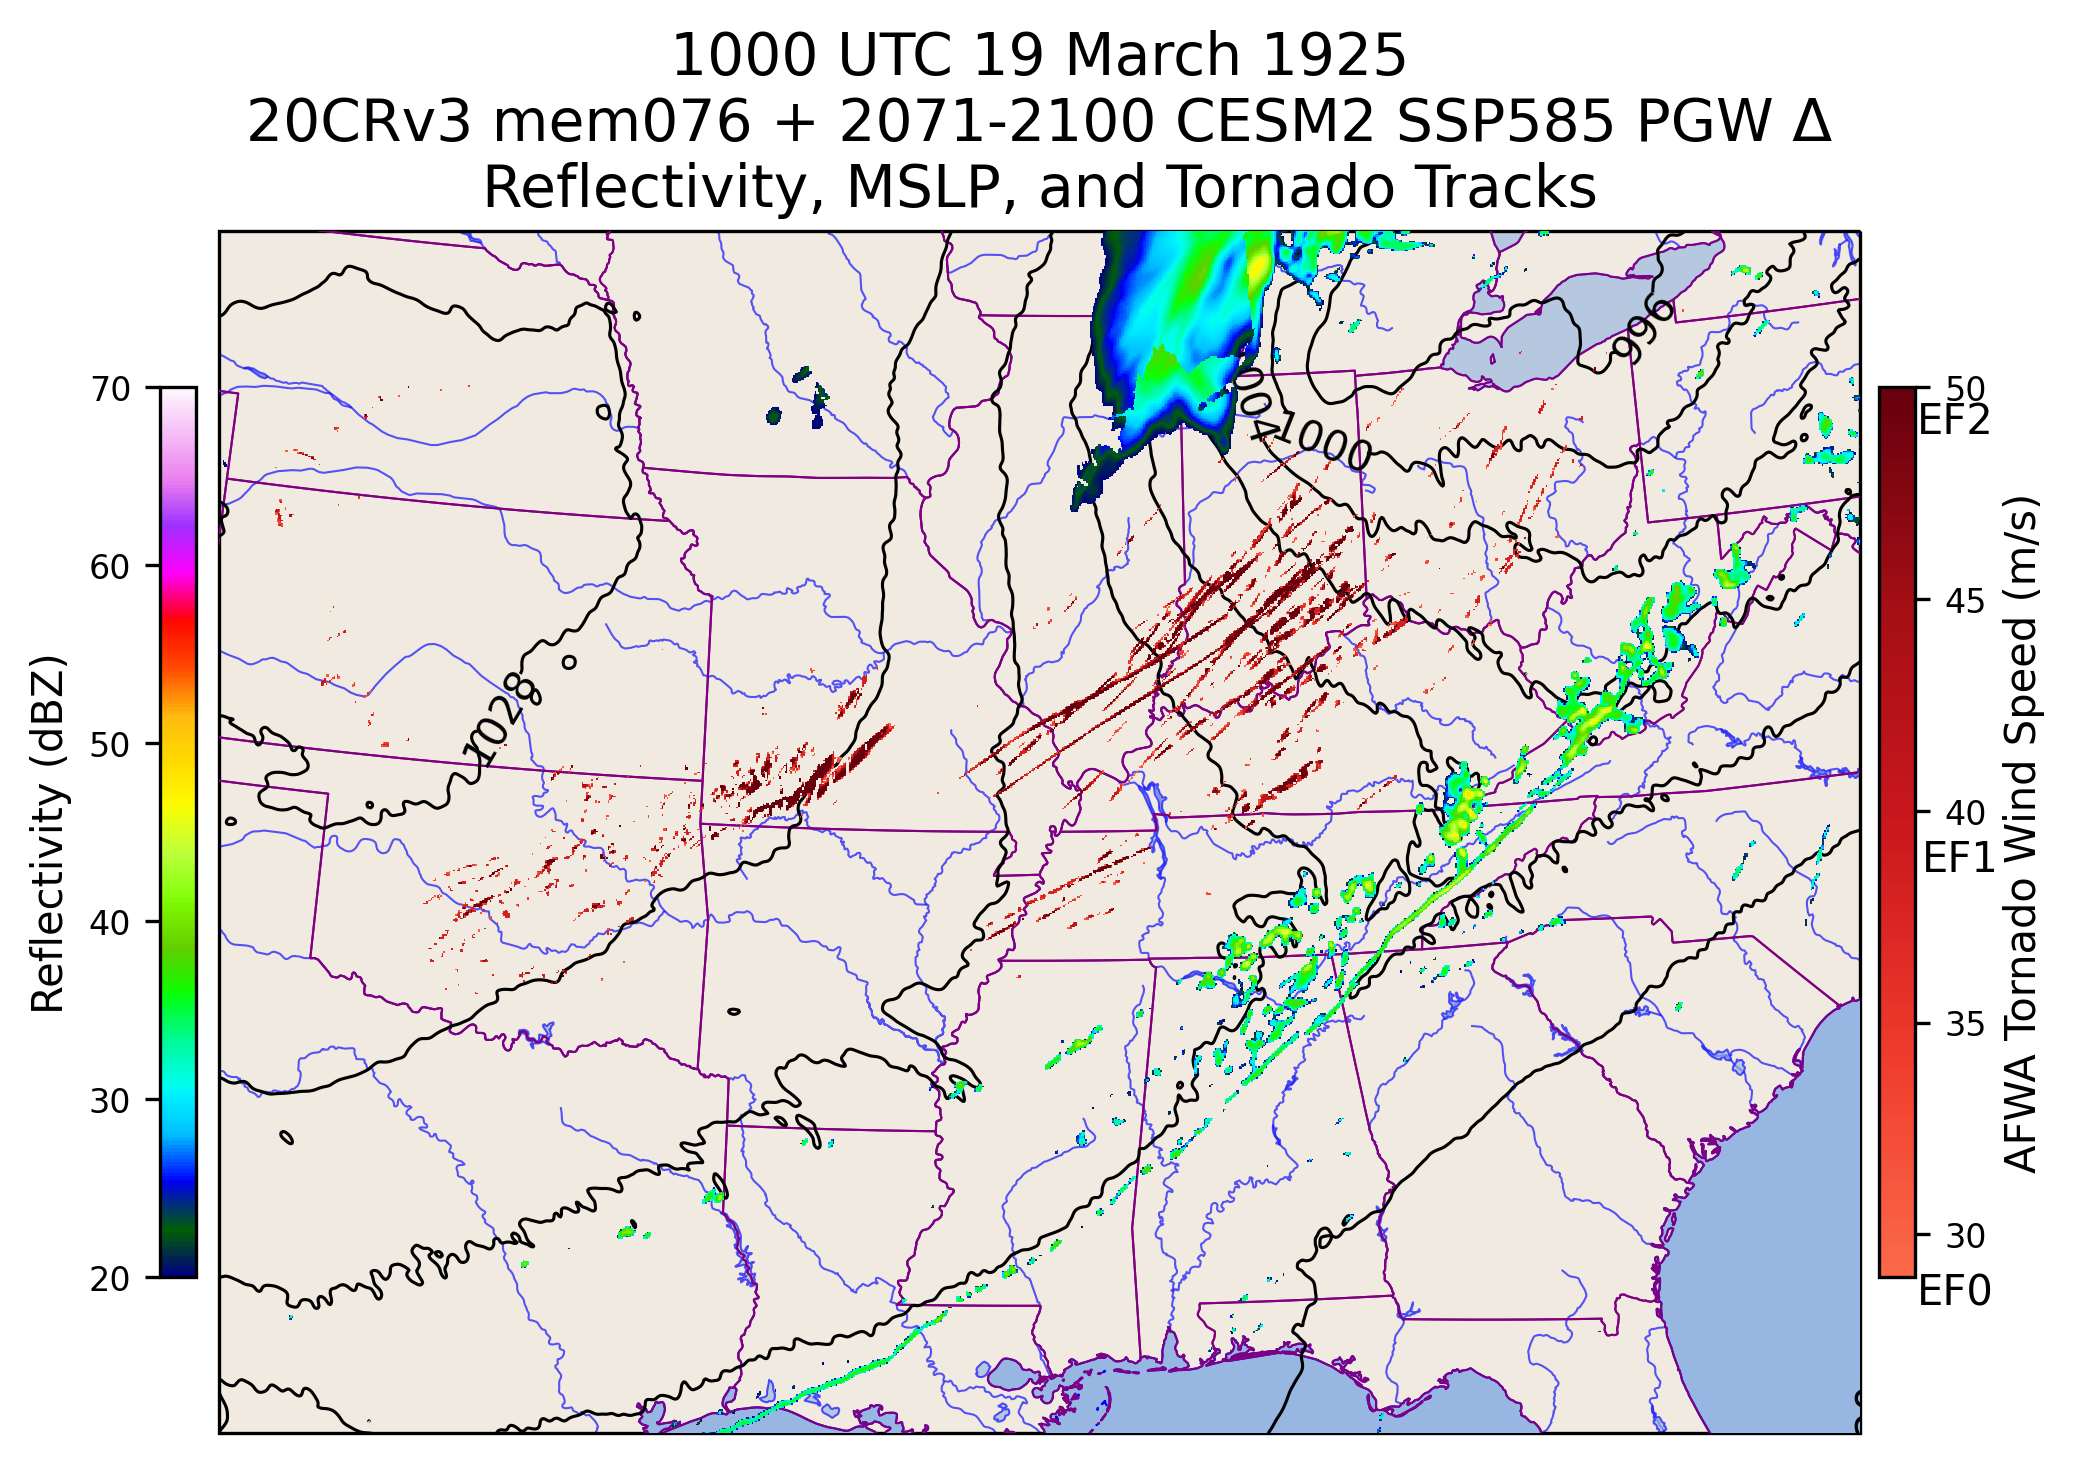 1000 UTC 19 March 1925
20CRv3 mem076 + 2071-2100 CESM2 SSP585 PGW Δ
Reflectivity, MSLP, and Tornado Tracks
70
60
50
40
30
20
Reflectivity (dBZ)
996
1004
1000
1028
50
EF2
45
40
EF1
35
30
EF0
AFWA Tornado Wind Speed (m/s)